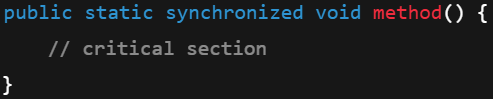 public static synchronized void method() {
    // critical section
}